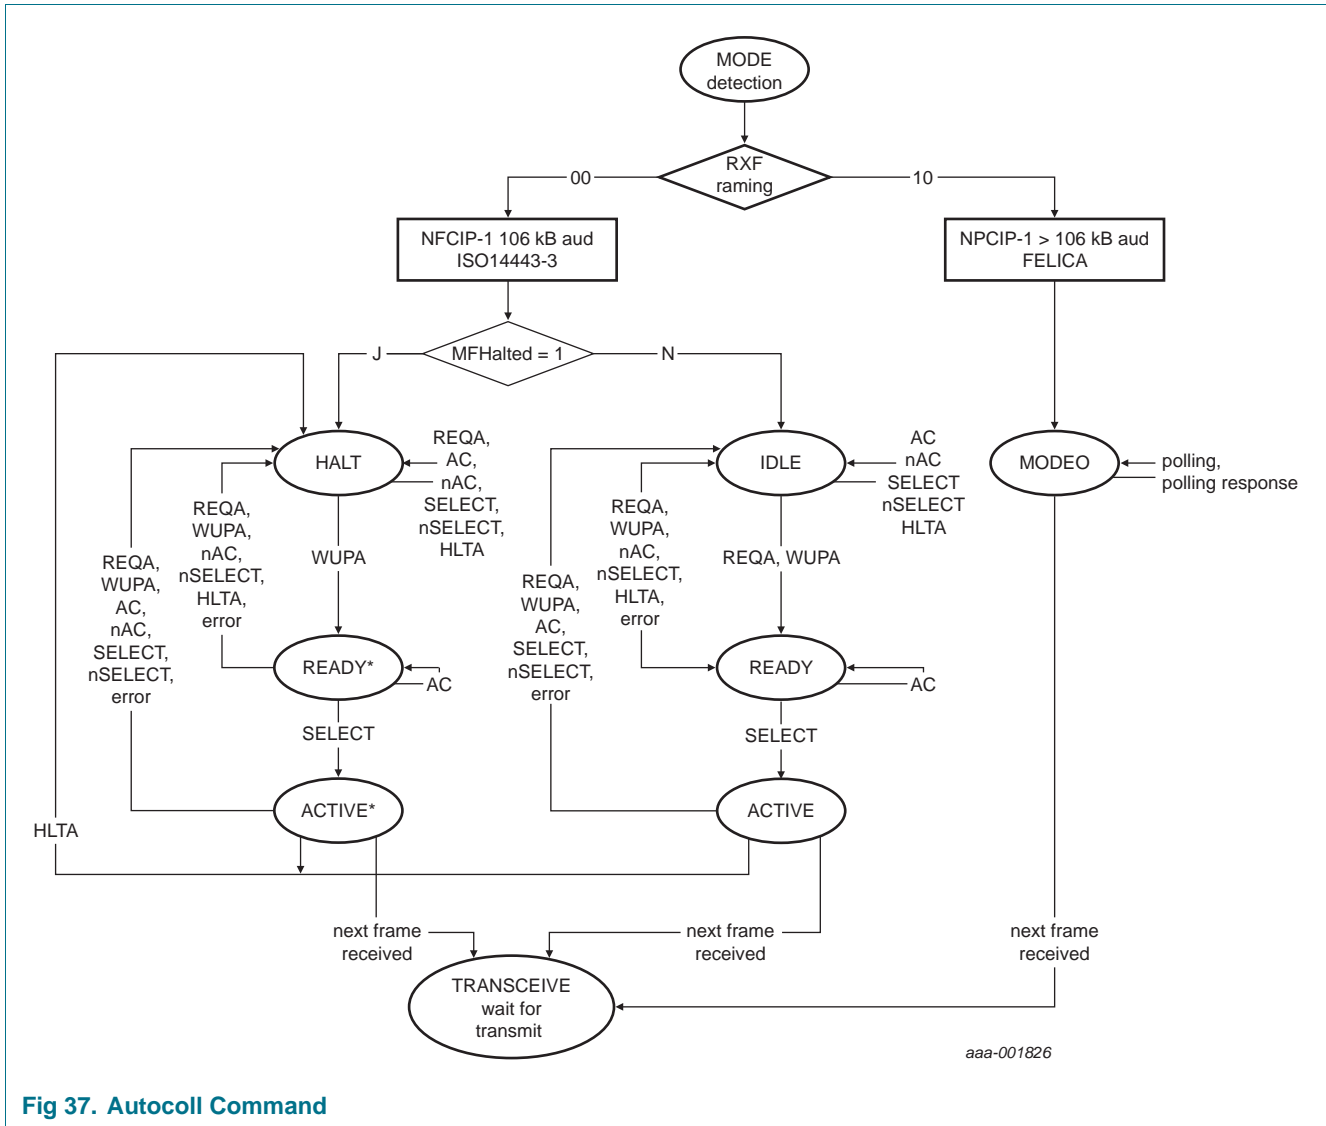 MODE
detection
RXF
raming
00
10
NFCIP-1 106 kB aud
ISO14443-3
NPCIP-1 > 106 kB aud
FELICA
J
MFHalted = 1
N
HALT
REQA,
AC,
nAC,
SELECT,
nSELECT,
HLTA
IDLE
AC
nAC
SELECT
nSELECT
HLTA
MODEO
polling,
polling response
REQA,
WUPA,
AC,
nAC,
SELECT,
nSELECT,
error
REQA,
WUPA,
nAC,
nSELECT,
HLTA,
error
WUPA
REQA,
WUPA,
AC,
SELECT,
nSELECT,
error
REQA,
WUPA,
nAC,
nSELECT,
HLTA,
error
REQA, WUPA
READY*
AC
READY
AC
SELECT
SELECT
ACTIVE*
ACTIVE
HLTA
next frame
received
next frame
received
next frame
received
TRANSCEIVE
wait for
transmit
aaa-001826
Fig 37. Autocoll Command